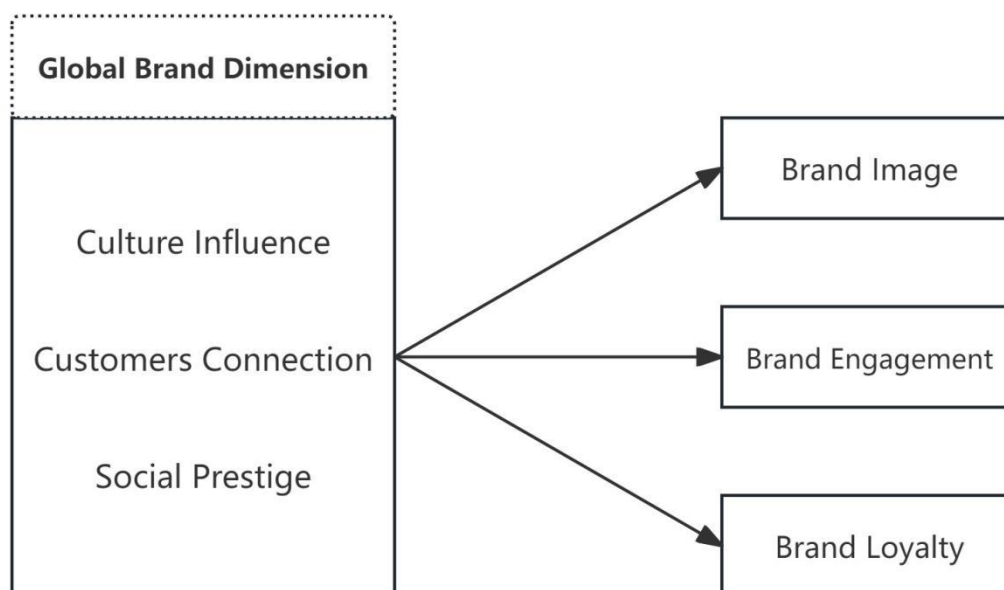 Global Brand Dimension
Culture Influence
Customers Connection
Social Prestige
Brand Image
Brand Engagement
Brand Loyalty